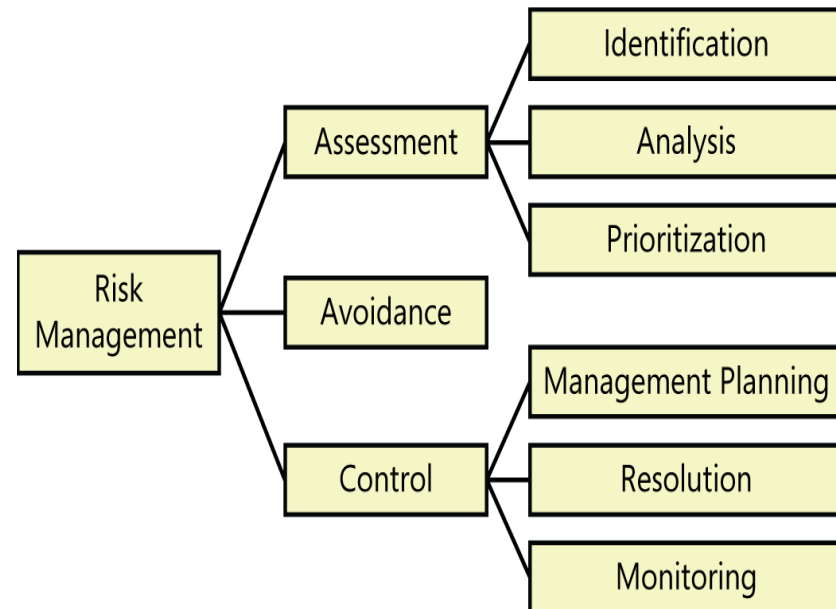 Risk
Management
Assessment
Identification
Analysis
Prioritization
Avoidance
Control
Management Planning
Resolution
Monitoring